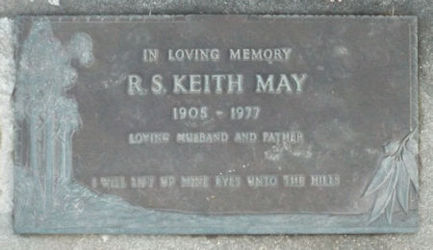 IN LOVING MEMORY
R. S. KEITH MAY
1905 - 1977
LOVING HUSBAND AND FATHER
I WILL LIFT UP MINE EYES UNTO THE HILLS